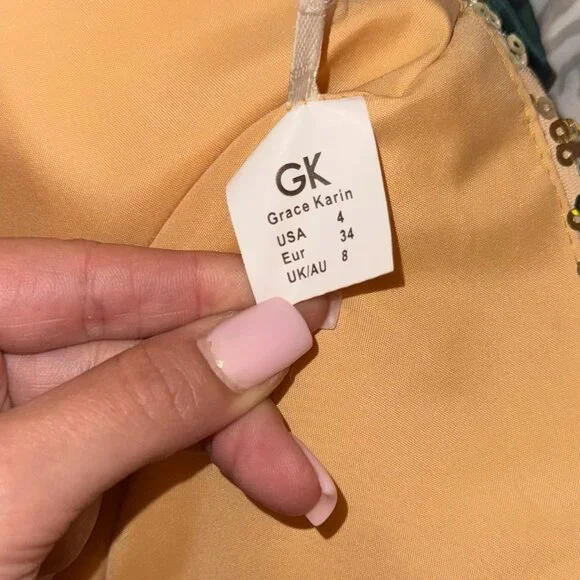 GK
Grace Karin
USA 4
Eur 34
UK/AU 8